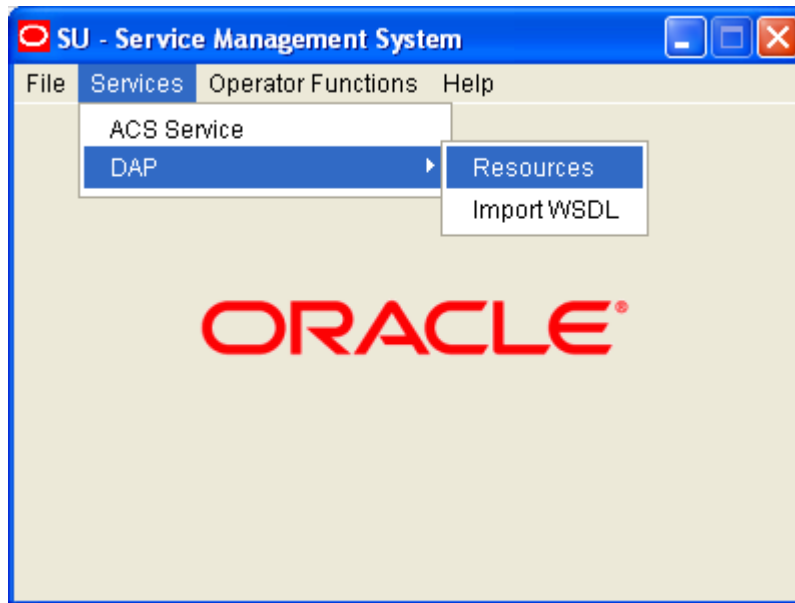 SU - Service Management System
File Services Operator Functions Help
ACS Service
DAP
Resources
Import WSDL
ORACLE®